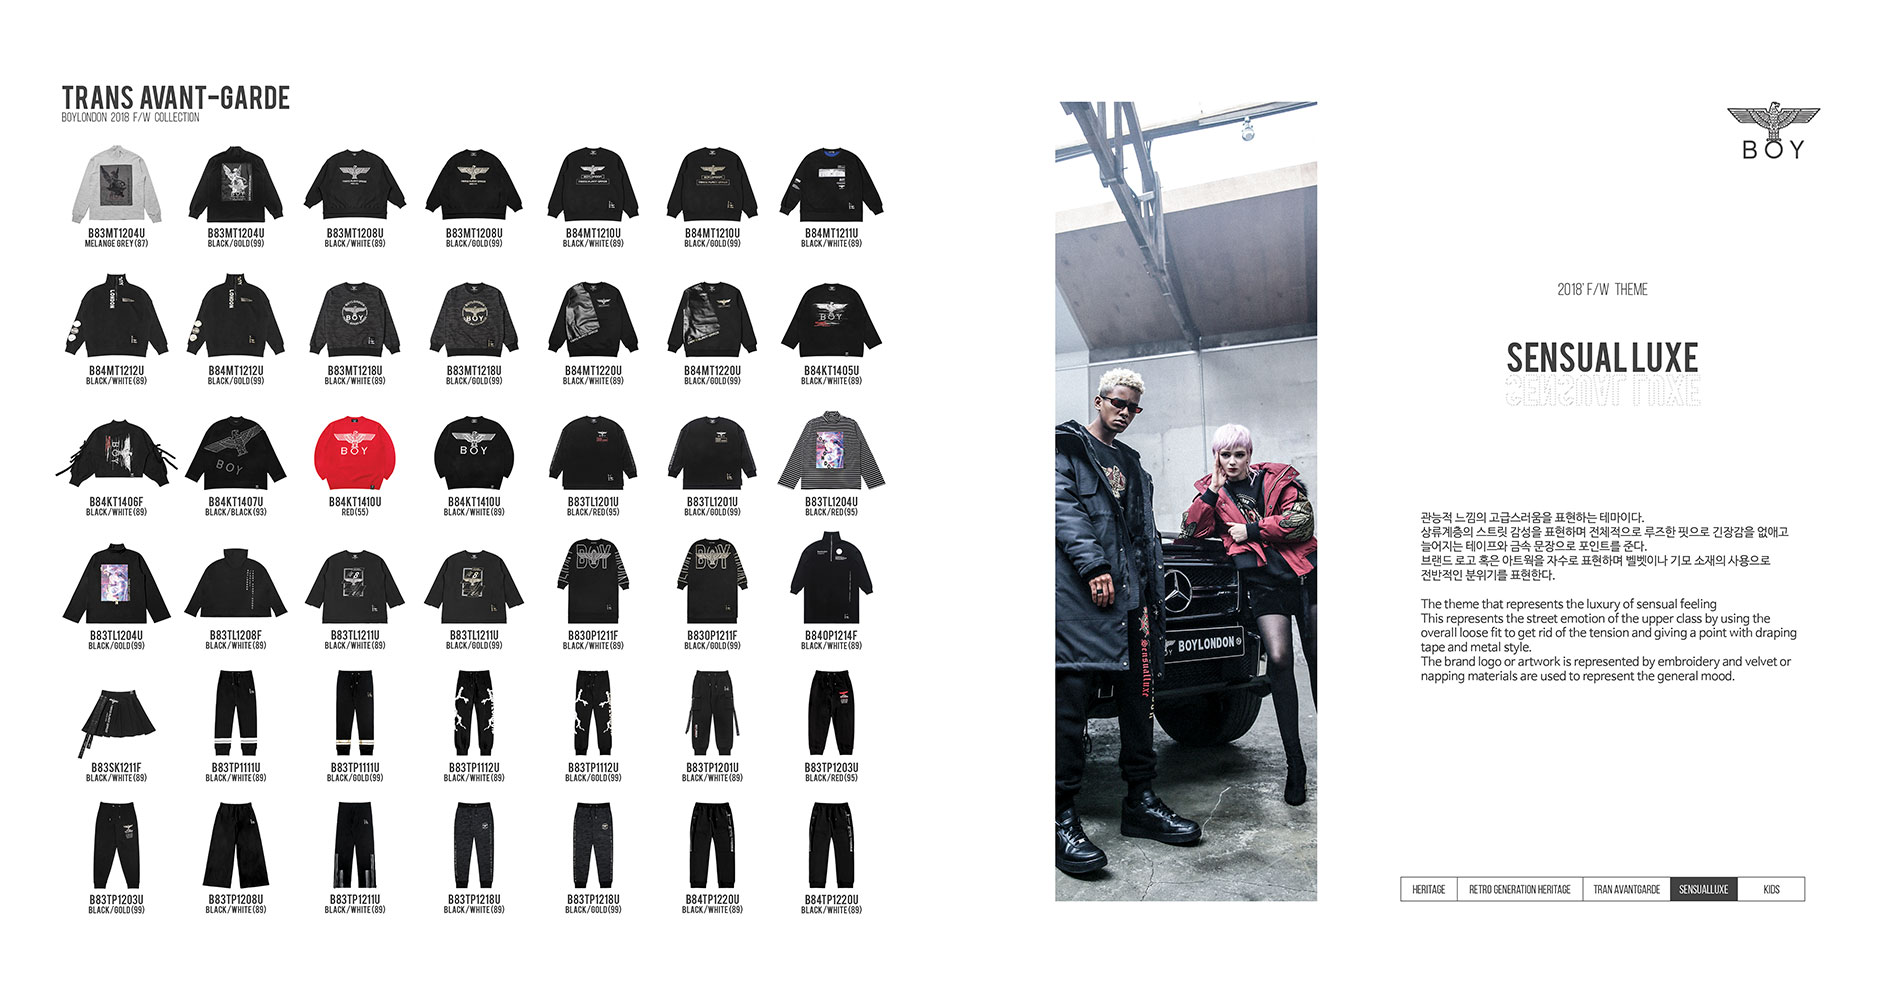 TRANS AVANT-GARDE
BOYLONDON 2018 F/W COLLECTION
B83MT1204U
MELANGE GREY(87)
B83MT1204U
BLACK/GOLD(99)
B83MT1208U
BLACK/WHITE(89)
B83MT1208U
BLACK/GOLD(99)
B84MT1210U
BLACK/WHITE(89)
B84MT1210U
BLACK/GOLD(99)
B84MT1211U
BLACK/WHITE(89)
B84MT1212U
BLACK/WHITE(89)
B84MT1212U
BLACK/GOLD(99)
B83MT1218U
BLACK/WHITE(89)
B83MT1218U
BLACK/GOLD(99)
B84MT1220U
BLACK/WHITE(89)
B84MT1220U
BLACK/GOLD(99)
B84KT1405U
BLACK/WHITE(89)
B84KT1406F
BLACK/WHITE(89)
B84KT1407U
BLACK/BLACK(93)
B84KT1410U
RED(55)
B84KT1410U
BLACK/WHITE(89)
B83TL1201U
BLACK/RED(95)
B83TL1201U
BLACK/GOLD(99)
B83TL1204U
BLACK/RED(95)
B83TL1204U
BLACK/GOLD(99)
B83TL1208F
BLACK/WHITE(89)
B83TL1211U
BLACK/WHITE(89)
B83TL1211U
BLACK/GOLD(99)
B83OP1211F
BLACK/WHITE(89)
B83OP1211F
BLACK/GOLD(99)
B84OP1214F
BLACK/WHITE(89)
B83SK1211F
BLACK/WHITE(89)
B83TP1111U
BLACK/WHITE(89)
B83TP1111U
BLACK/GOLD(99)
B83TP1112U
BLACK/WHITE(89)
B83TP1112U
BLACK/GOLD(99)
B83TP1201U
BLACK/WHITE(89)
B83TP1203U
BLACK/RED(95)
B83TP1203U
BLACK/GOLD(99)
B83TP1208U
BLACK/WHITE(89)
B83TP1211U
BLACK/WHITE(89)
B83TP1218U
BLACK/WHITE(89)
B83TP1218U
BLACK/GOLD(99)
B84TP1220U
BLACK/WHITE(89)
B84TP1220U
BLACK/WHITE(89)
BOYLONDON
Sensualluxe
BOY
2018' F/W THEME
SENSUAL LUXE
SENSUAL LUXE
관능적 느낌의 고급스러움을 표현하는 테마이다.
상류계층의 스트릿 감성을 표현하며 전체적으로 루즈한 핏으로 긴장감을 없애고
늘어지는 테이프와 금속 문장으로 포인트를 준다.
브랜드 로고 혹은 아트웍을 자수로 표현하며 벨벳이나 기모 소재의 사용으로
전반적인 분위기를 표현한다.
The theme that represents the luxury of sensual feeling
This represents the street emotion of the upper class by using the
overall loose fit to get rid of the tension and giving a point with draping
tape and metal style.
The brand logo or artwork is represented by embroidery and velvet or
napping materials are used to represent the general mood.
HERITAGE
RETRO GENERATION HERITAGE
TRAN AVANTGARDE
SENSUALLUXE
KIDS